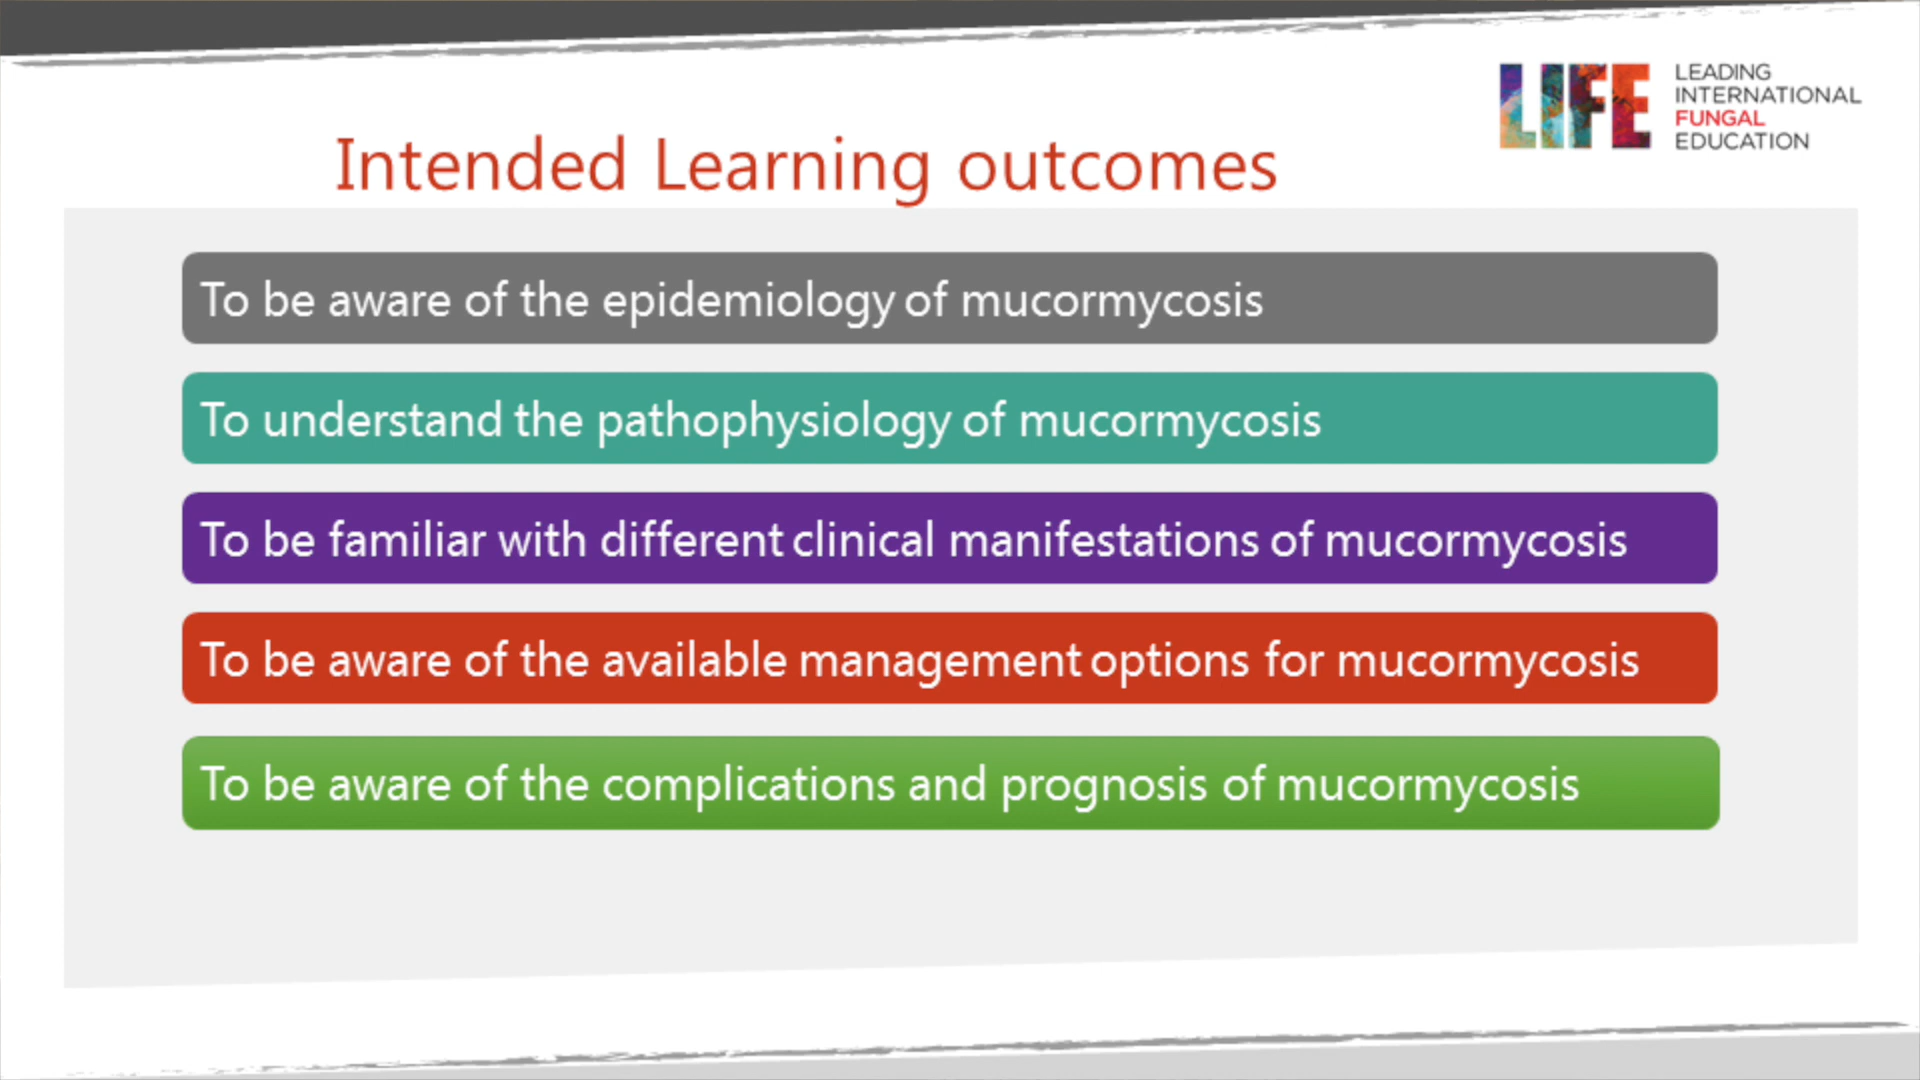 LIFE
LEADING
INTERNATIONAL
FUNGAL
EDUCATION
Intended Learning outcomes
To be aware of the epidemiology of mucormycosis
To understand the pathophysiology of mucormycosis
To be familiar with different clinical manifestations of mucormycosis
To be aware of the available management options for mucormycosis
To be aware of the complications and prognosis of mucormycosis